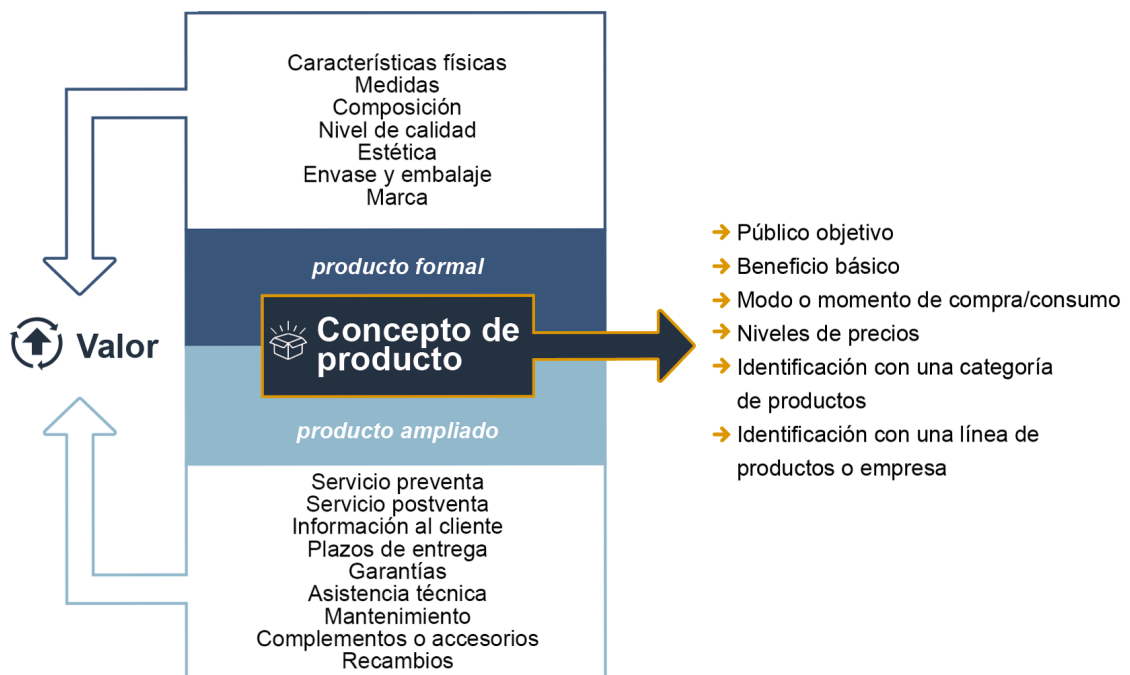 Características físicas
Medidas
Composición
Nivel de calidad
Estética
Envase y embalaje
Marca
producto formal
Concepto de
producto
producto ampliado
Servicio preventa
Servicio postventa
Información al cliente
Plazos de entrega
Garantías
Asistencia técnica
Mantenimiento
Complementos o accesorios
Recambios
Valor
Público objetivo
Beneficio básico
Modo o momento de compra/consumo
Niveles de precios
Identificación con una categoría
de productos
Identificación con una línea de
productos o empresa